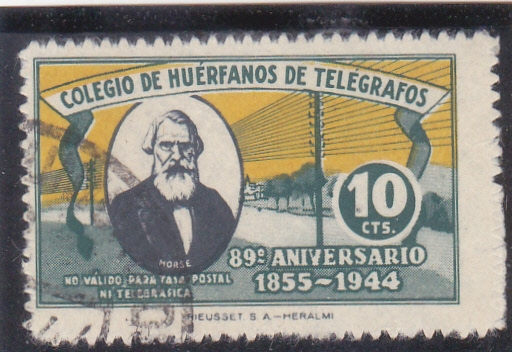 COLEGIO DE HUÉRFANOS DE TELÉGRAFOS
10
CTS.
MORSE
89º ANIVERSARIO
1855~1944
NO VÁLIDO PARA TASA POSTAL
NI TELEGRÁFICA
RIEUSSET. S. A.-HERALMI